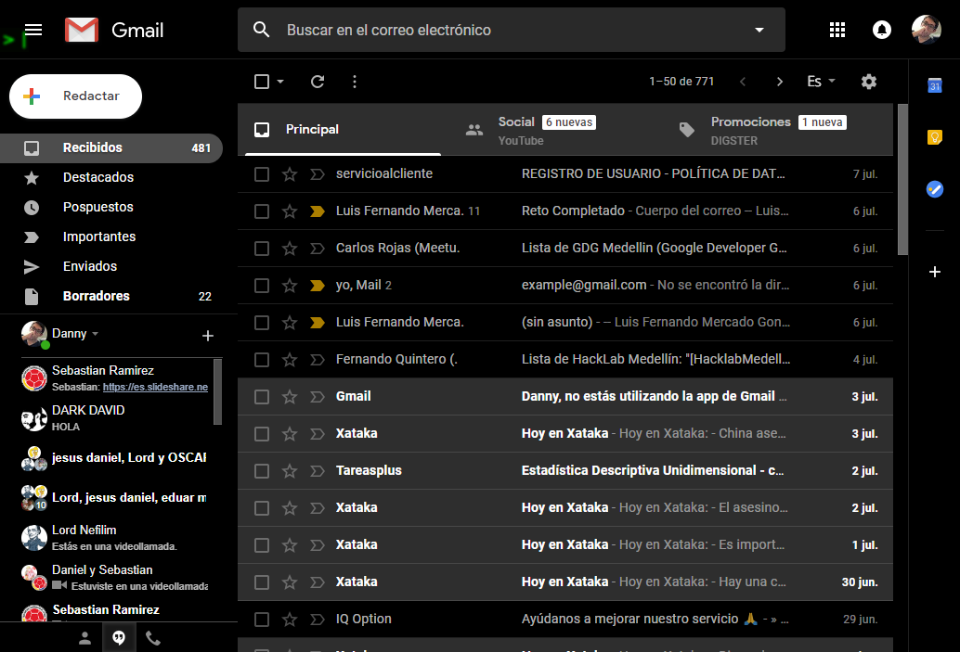 Gmail
Buscar en el correo electrónico
Redactar
1–50 de 771
Es
Principal
Social 6 nuevas
YouTube
Promociones 1 nueva
DIGSTER
Recibidos 481
Destacados
Pospuestos
Importantes
Enviados
Borradores 22
Danny
Sebastian Ramirez
Sebastian: https://es.slideshare.ne
DARK DAVID
HOLA
jesus daniel, Lord y OSCAR
Lord, jesus daniel, eduar m
10
Lord Nefilim
Estás en una videollamada.
Daniel y Sebastian
Estuviste en una videollamada
Sebastian Ramirez
servicioalcliente REGISTRO DE USUARIO - POLÍTICA DE DAT… 7 jul.
Luis Fernando Merca. 11 Reto Completado - Cuerpo del correo -- Luis… 6 jul.
Carlos Rojas (Meetu. Lista de GDG Medellin (Google Developer G… 6 jul.
yo, Mail 2 example@gmail.com - No se encontró la dir… 6 jul.
Luis Fernando Merca. (sin asunto) - -- Luis Fernando Mercado Gon… 6 jul.
Fernando Quintero (. Lista de HackLab Medellín: "[HacklabMedell… 4 jul.
Gmail Danny, no estás utilizando la app de Gmail … 3 jul.
Xataka Hoy en Xataka - Hoy en Xataka: - China ase… 3 jul.
Tareasplus Estadística Descriptiva Unidimensional - c… 2 jul.
Xataka Hoy en Xataka - Hoy en Xataka: - El asesino… 2 jul.
Xataka Hoy en Xataka - Hoy en Xataka: - Es import… 1 jul.
Xataka Hoy en Xataka - Hoy en Xataka: - Hay una c… 30 jun.
IQ Option Ayúdanos a mejorar nuestro servicio 🙏 - » … 29 jun.
31